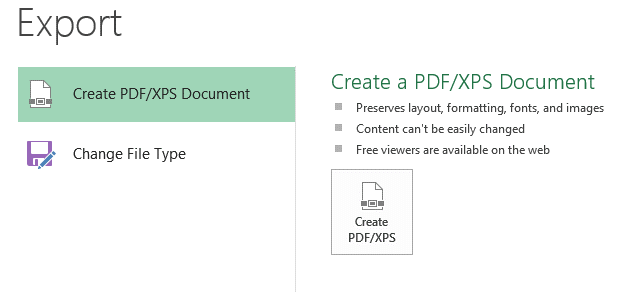 Export
Create PDF/XPS Document
Change File Type
Create a PDF/XPS Document
Preserves layout, formatting, fonts, and images
Content can't be easily changed
Free viewers are available on the web
Create
PDF/XPS